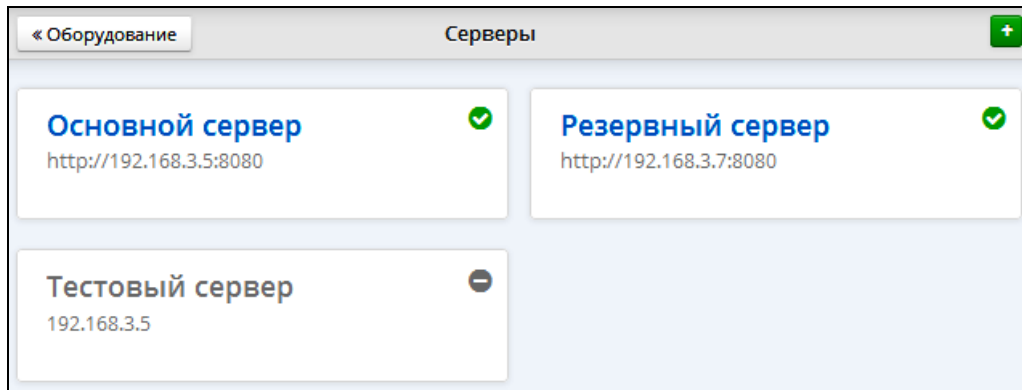 « Оборудование
Серверы
+
Основной сервер
http://192.168.3.5:8080
Резервный сервер
http://192.168.3.7:8080
Тестовый сервер
192.168.3.5